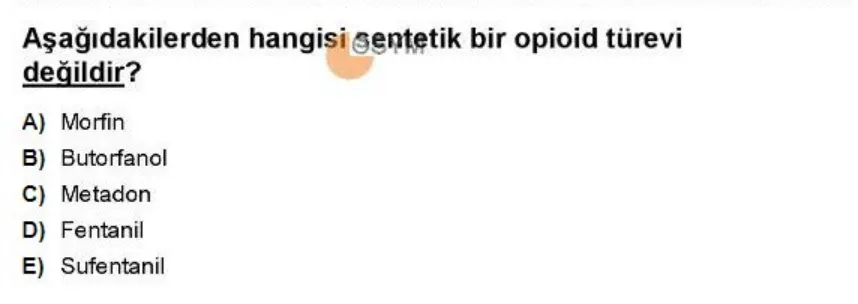 Aşağıdakilerden hangisi sentetik bir opioid türevi
değildir?
A) Morfin
B) Butorfanol
C) Metadon
D) Fentanil
E) Sufentanil